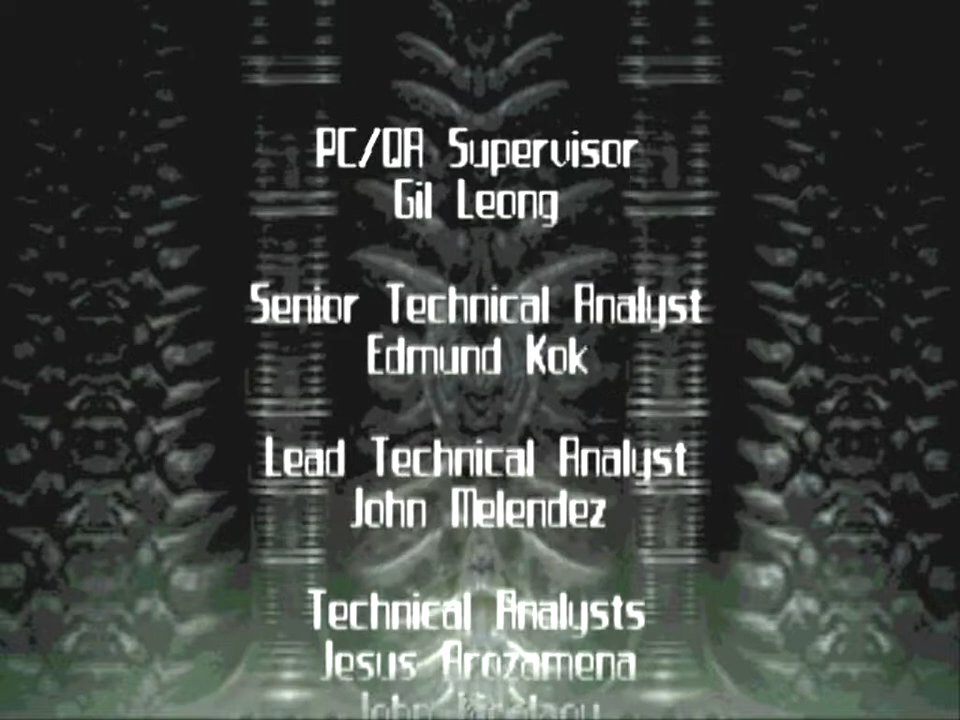 PC/QA Supervisor
Gil Leong
Senior Technical Analyst
Edmund Kok
Lead Technical Analyst
John Melendez
Technical Analysts
Jesus Arozamena
John